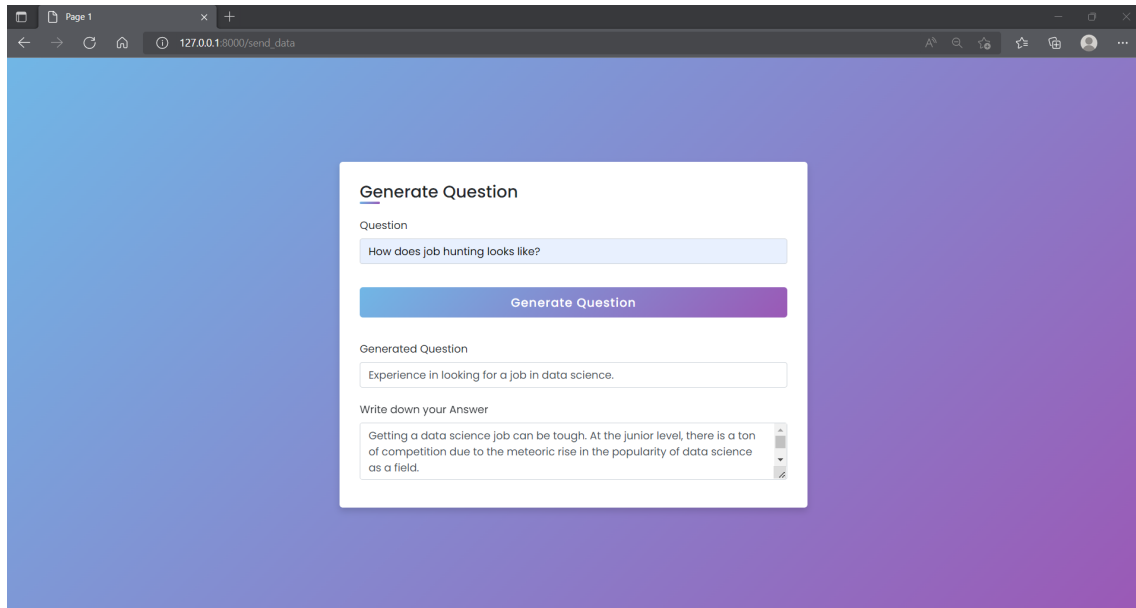 Page 1
127.0.0.1:8000/send_data
Generate Question
Question
How does job hunting looks like?
Generate Question
Generated Question
Experience in looking for a job in data science.
Write down your Answer
Getting a data science job can be tough. At the junior level, there is a ton
of competition due to the meteoric rise in the popularity of data science
as a field.